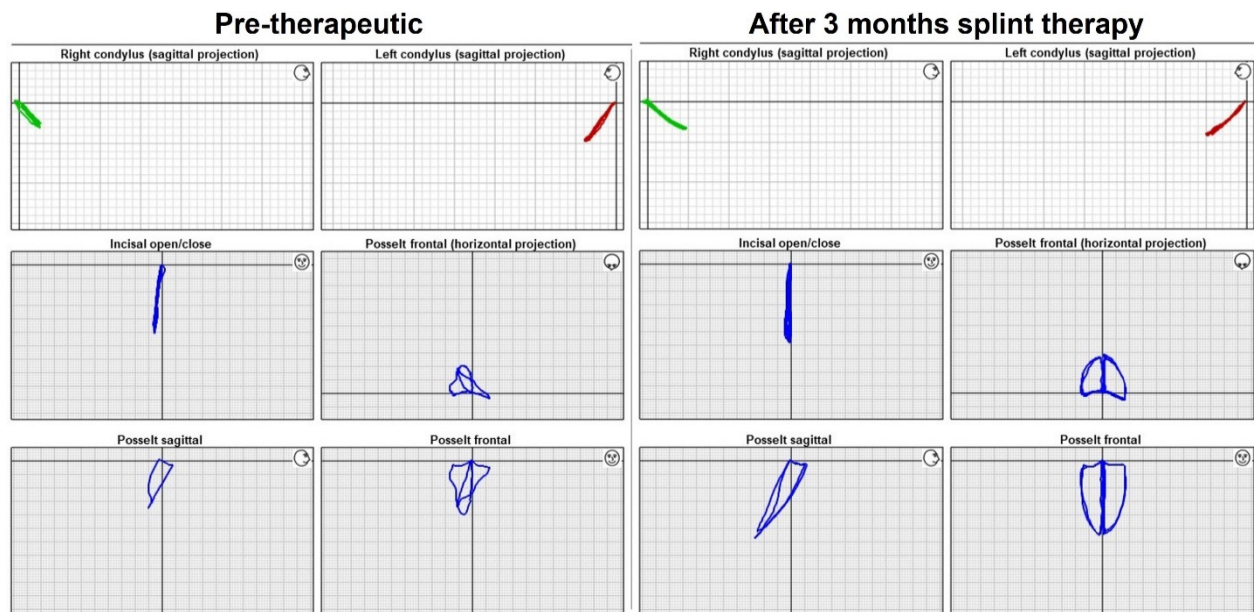 Pre-therapeutic
After 3 months splint therapy
Right condylus (sagittal projection)
Left condylus (sagittal projection)
Right condylus (sagittal projection)
Left condylus (sagittal projection)
Incisal open/close
Posselt frontal (horizontal projection)
Incisal open/close
Posselt frontal (horizontal projection)
Posselt sagittal
Posselt frontal
Posselt sagittal
Posselt frontal